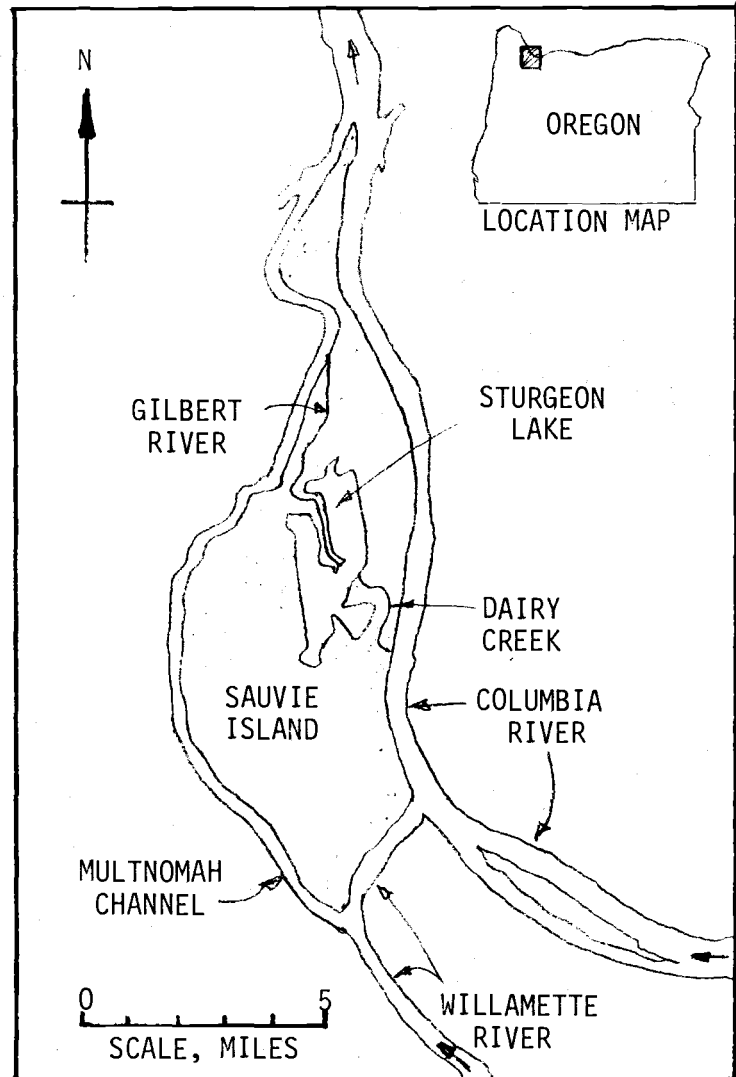 N
OREGON
LOCATION MAP
GILBERT
RIVER
STURGEON
LAKE
DAIRY
CREEK
SAUVIE
ISLAND
COLUMBIA
RIVER
MULTNOMAH
CHANNEL
WILLAMETTE
RIVER
0 5
SCALE, MILES